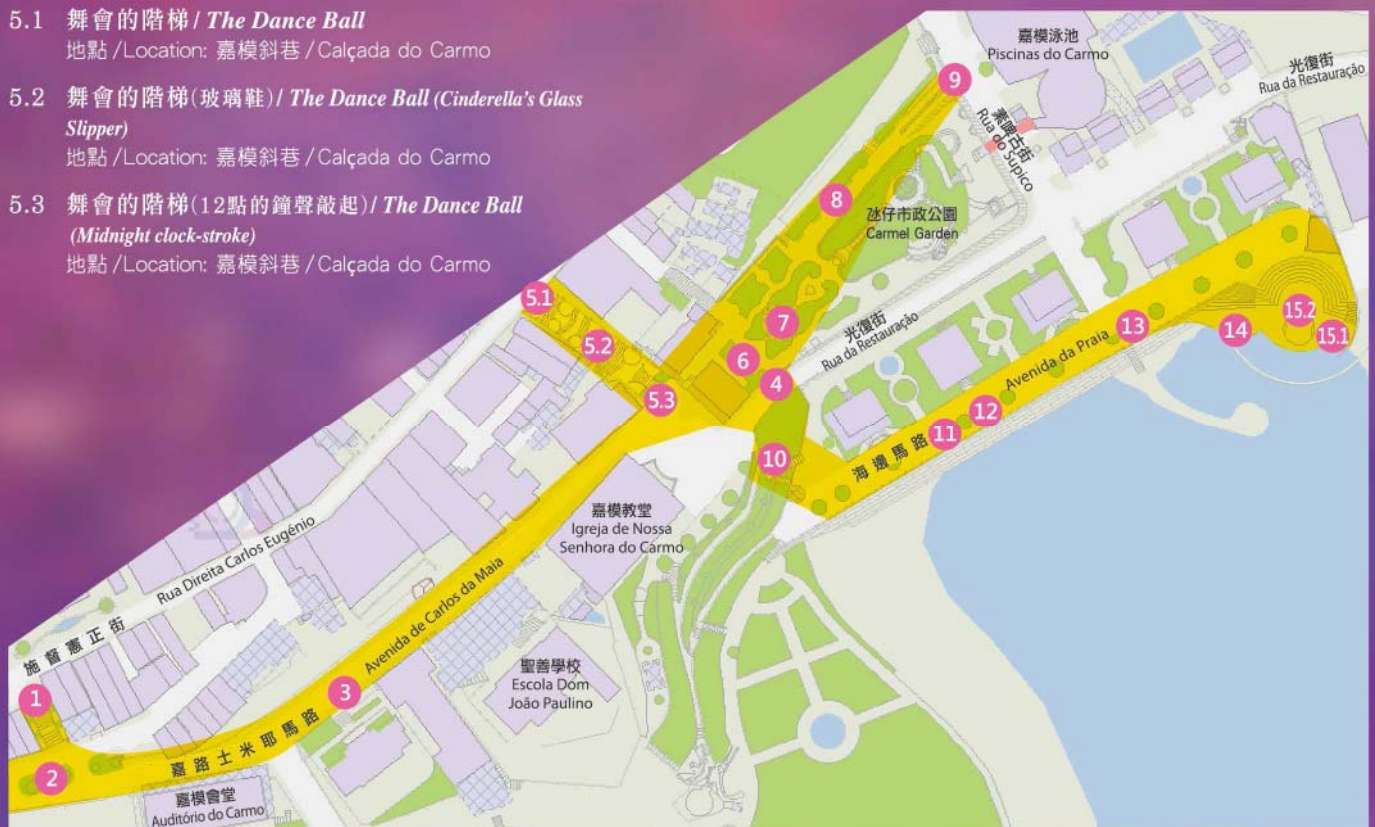 5.1 舞會的階梯 / The Dance Ball
地點 /Location: 嘉模斜巷 / Calçada do Carmo
5.2 舞會的階梯(玻璃鞋)/ The Dance Ball (Cinderella's Glass
Slipper)
地點 /Location: 嘉模斜巷 / Calçada do Carmo
5.3 舞會的階梯(12點的鐘聲敲起)/ The Dance Ball
(Midnight clock-stroke)
地點 /Location: 嘉模斜巷 / Calçada do Carmo
嘉模泳池
Piscinas do Carmo
光復街
Rua da Restauração
9
素啤古街
Rua do Supico
8
氹仔市政公園
Carmel Garden
5.1
5.2
5.3
7
6
4
光復街
Rua da Restauração
13
Avenida da Praia
14
15.2
15.1
12
11
海邊馬路
10
嘉模教堂
Igreja de Nossa
Senhora do Carmo
Rua Direita Carlos Eugénio
施督憲正街
Avenida de Carlos da Maia
聖善學校
Escola Dom
João Paulino
1
3
2
嘉路士米耶馬路
嘉模會堂
Auditório do Carmo